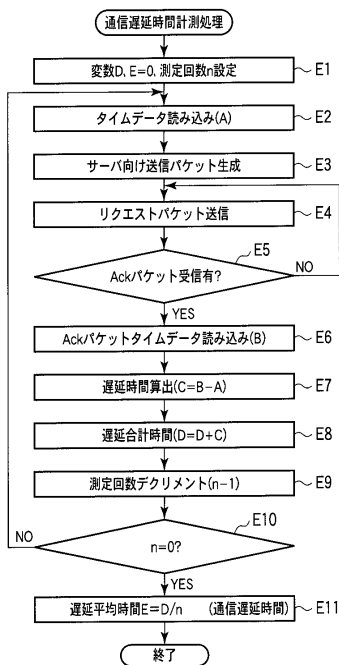 通信遅延時間計測処理
変数D、E=0、測定回数n設定 E1
タイムデータ読み込み(A) E2
サーバ向け送信パケット生成 E3
リクエストパケット送信 E4
E5
Ackパケット受信有? NO
YES
Ackパケットタイムデータ読み込み(B) E6
遅延時間算出(C=B−A) E7
遅延合計時間(D=D+C) E8
測定回数デクリメント(n−1) E9
E10
NO n=0?
YES
遅延平均時間E=D/n (通信遅延時間) E11
終了